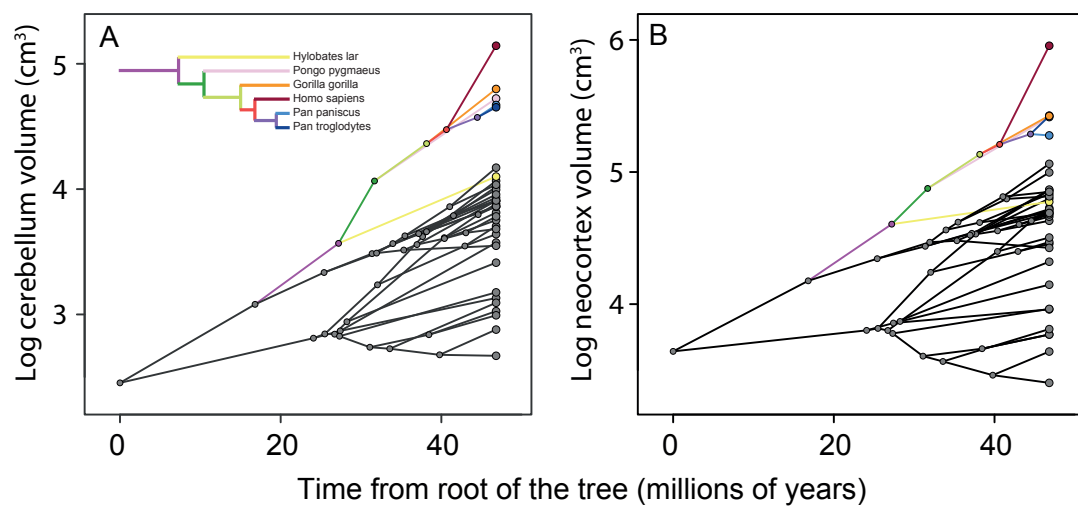 A
Hylobates lar
Pongo pygmaeus
Gorilla gorilla
Homo sapiens
Pan paniscus
Pan troglodytes
Log cerebellum volume (cm³)
5
4
3
0 20 40
B
Log neocortex volume (cm³)
6
5
4
0 20 40
Time from root of the tree (millions of years)